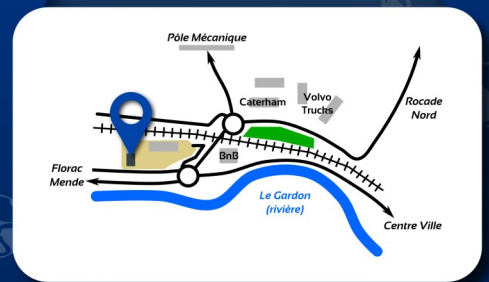 Pôle Mécanique
Caterham
Volvo
Trucks
Rocade
Nord
BnB
Florac
Mende
Le Gardon
(rivière)
Centre Ville